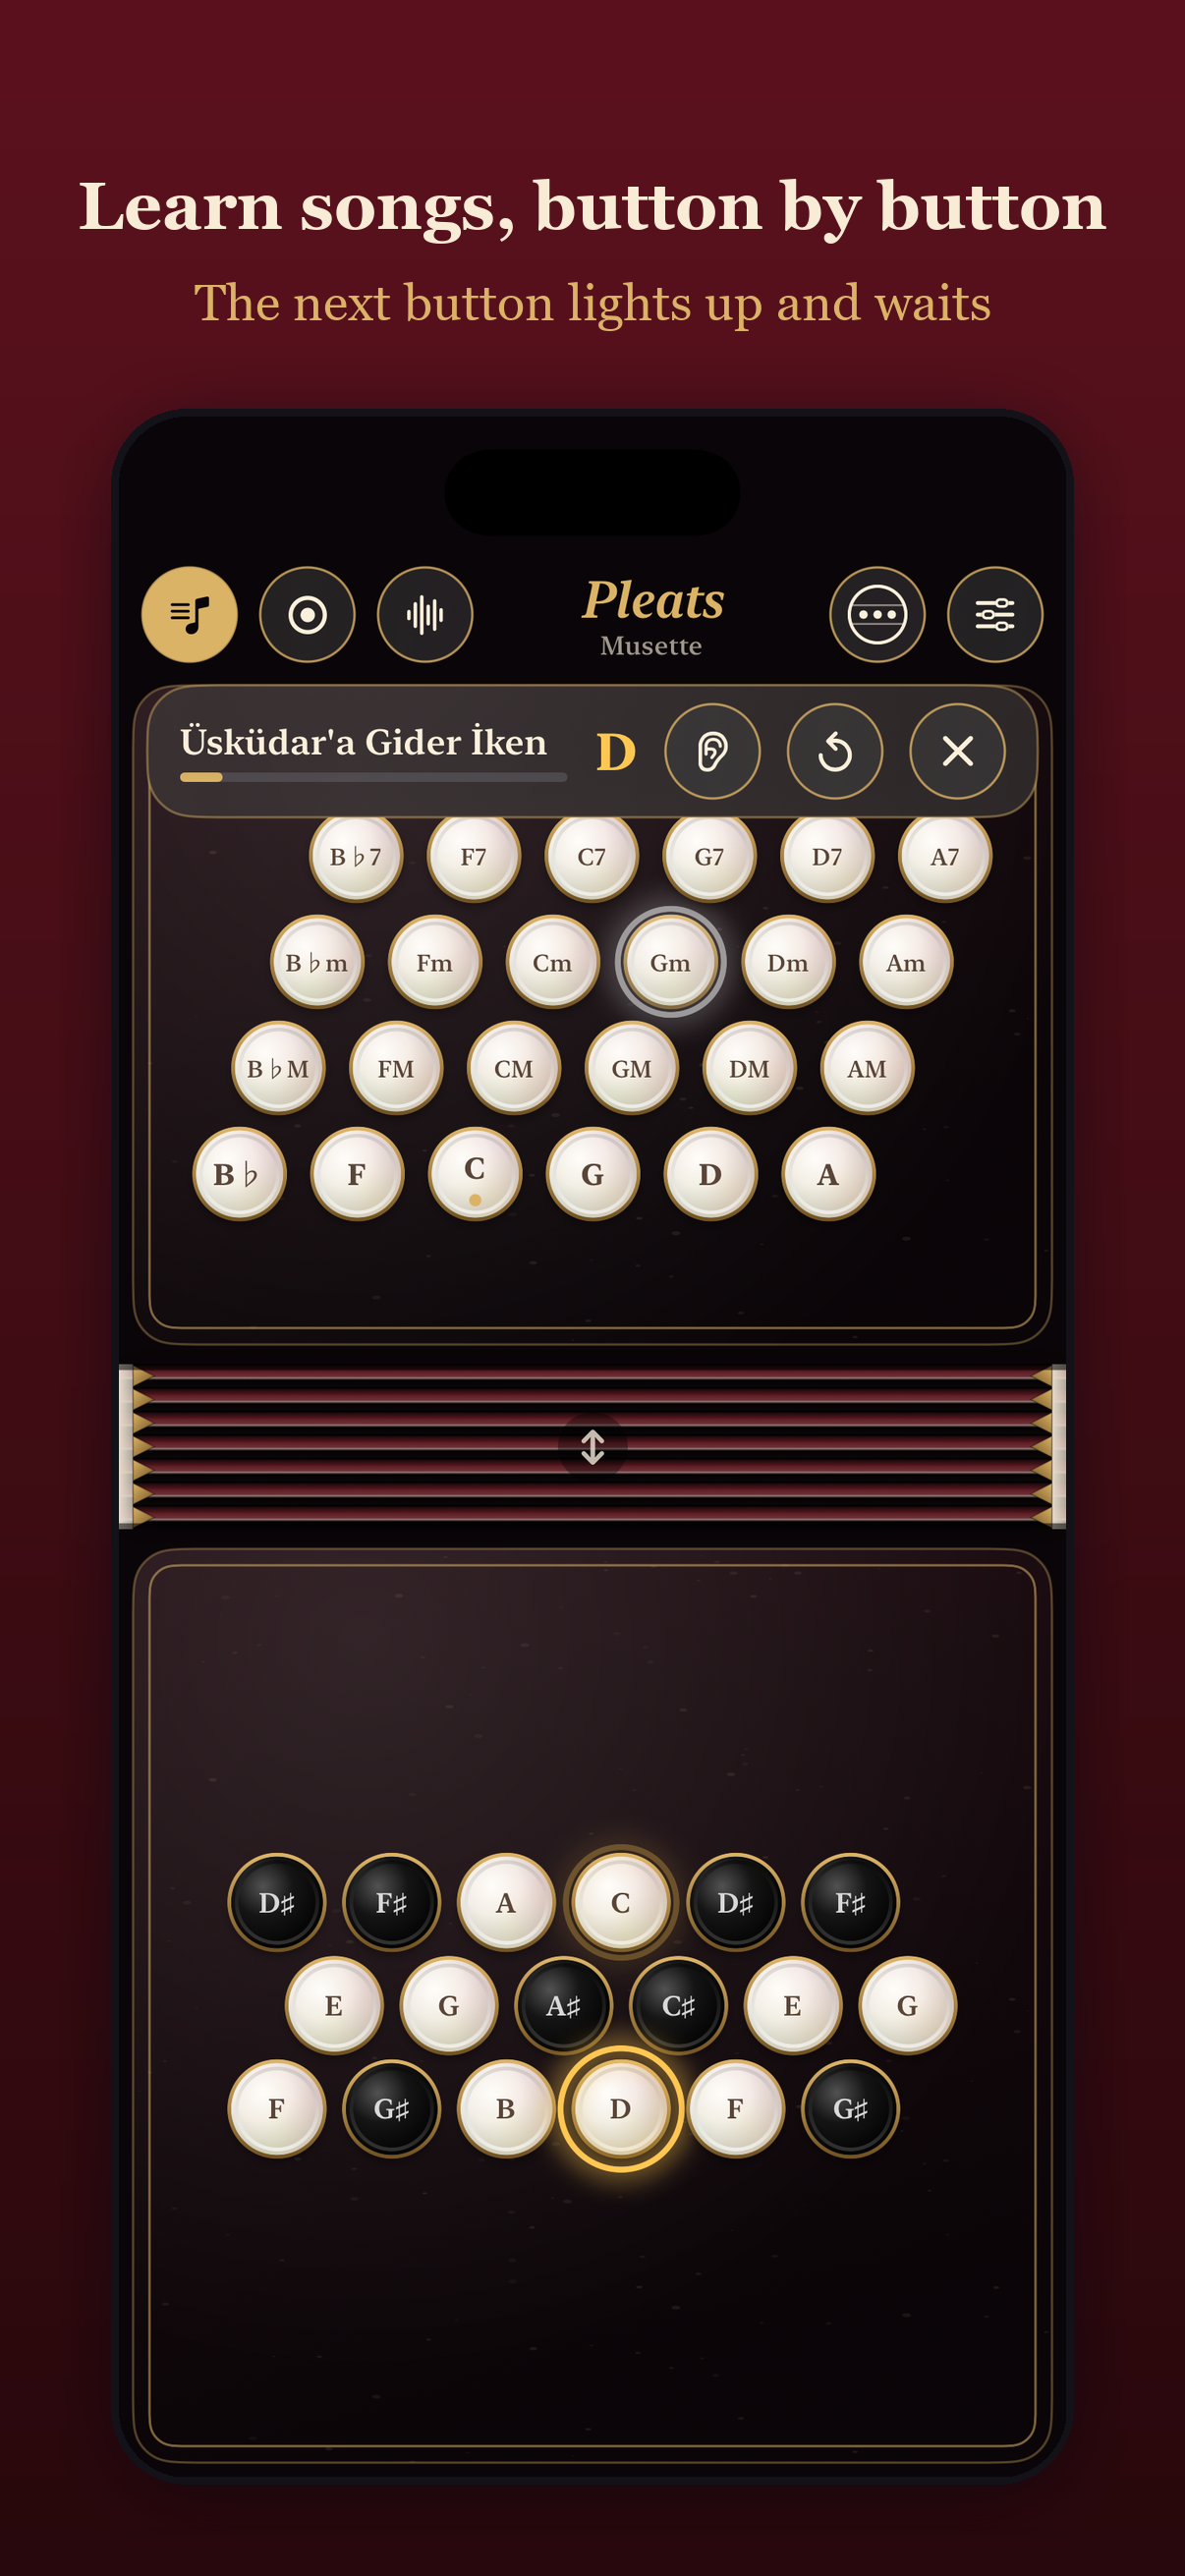 Learn songs, button by button
The next button lights up and waits
Pleats
Musette
Üsküdar'a Gider İken D
B♭7 F7 C7 G7 D7 A7
B♭m Fm Cm Gm Dm Am
B♭M FM CM GM DM AM
B♭ F C G D A
D♯ F♯ A C D♯ F♯
E G A♯ C♯ E G
F G♯ B D F G♯